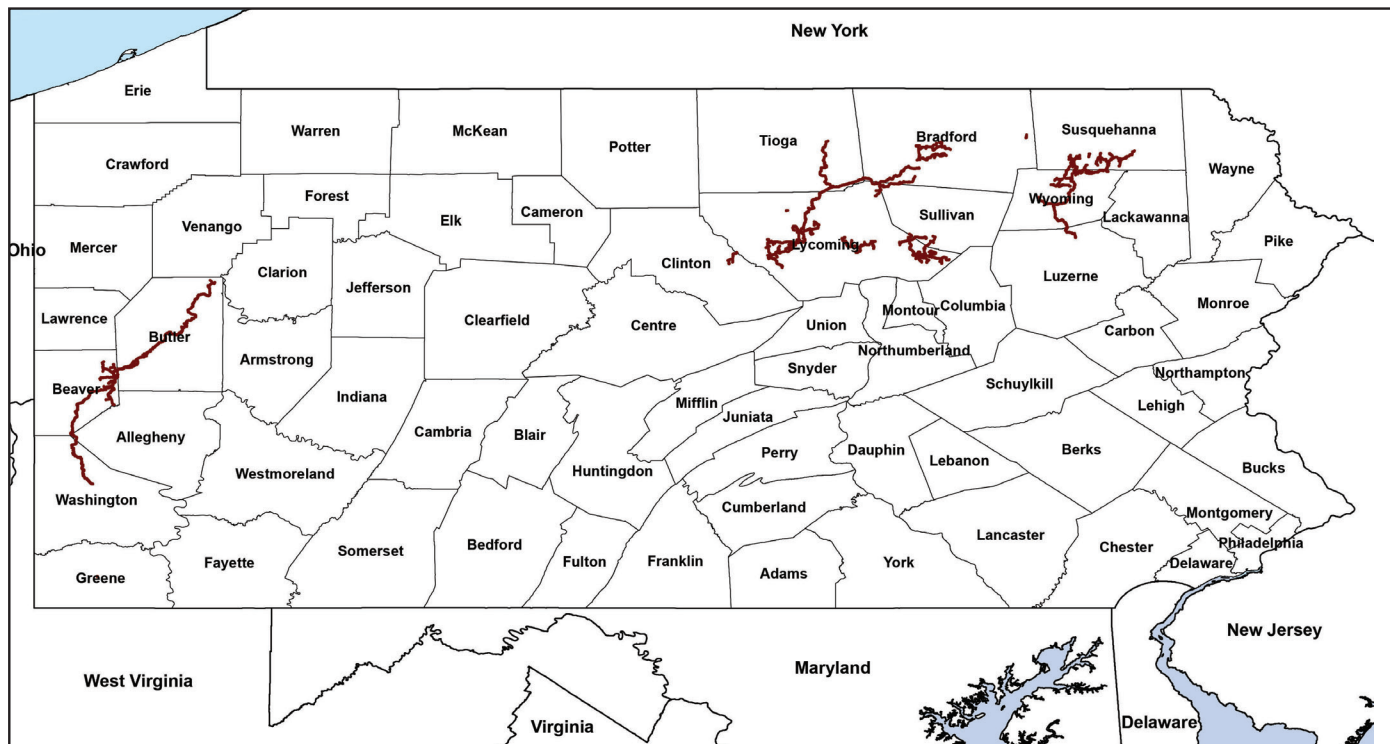 New York
Erie
Warren
McKean
Potter
Tioga
Bradford
Susquehanna
Wayne
Crawford
Forest
Elk
Cameron
Venango
Sullivan
Wyoming
Lackawanna
Ohio
Mercer
Clarion
Jefferson
Clinton
Lycoming
Pike
Luzerne
Monroe
Lawrence
Butler
Clearfield
Centre
Union
Montour
Columbia
Carbon
Armstrong
Northumberland
Beaver
Snyder
Schuylkill
Northampton
Indiana
Mifflin
Juniata
Lehigh
Allegheny
Cambria
Blair
Perry
Dauphin
Lebanon
Berks
Westmoreland
Huntingdon
Bucks
Washington
Cumberland
Montgomery
Lancaster
Philadelphia
Somerset
Bedford
Fulton
Franklin
Adams
York
Chester
Delaware
Greene
Fayette
New Jersey
West Virginia
Maryland
Virginia
Delaware